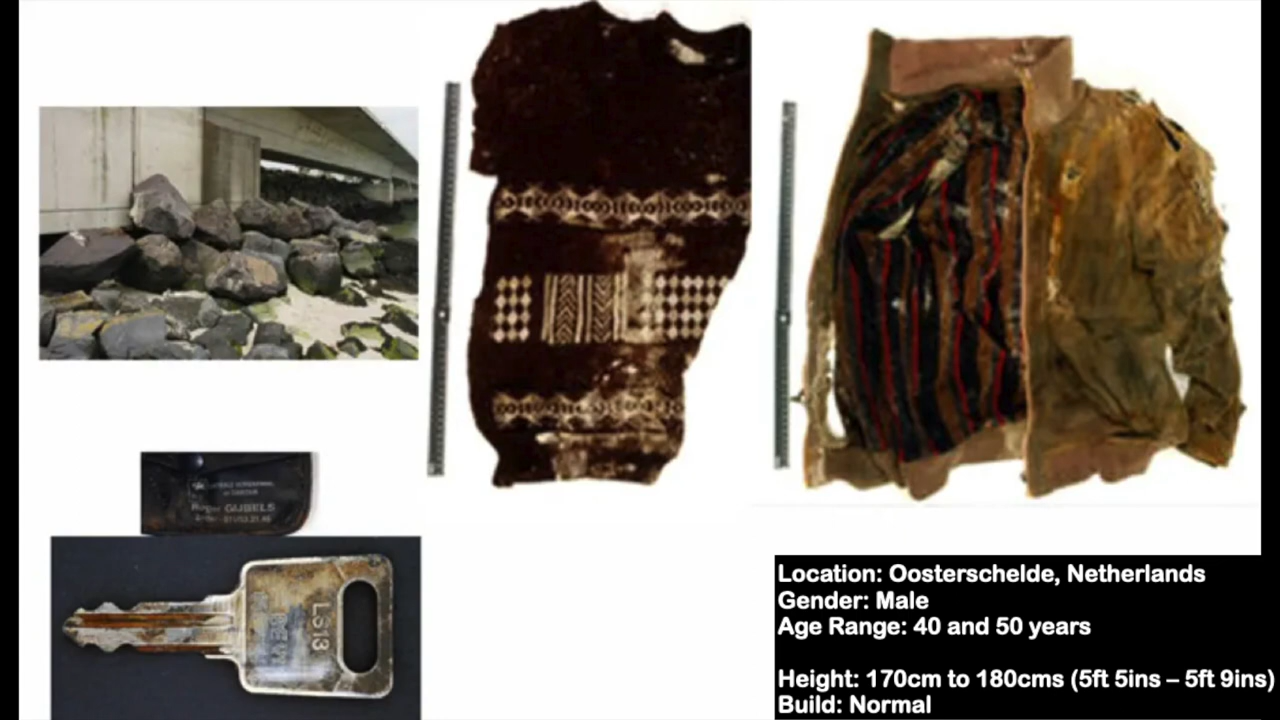 Roger GIJBELS
LS13
Location: Oosterschelde, Netherlands
Gender: Male
Age Range: 40 and 50 years
Height: 170cm to 180cms (5ft 5ins – 5ft 9ins)
Build: Normal